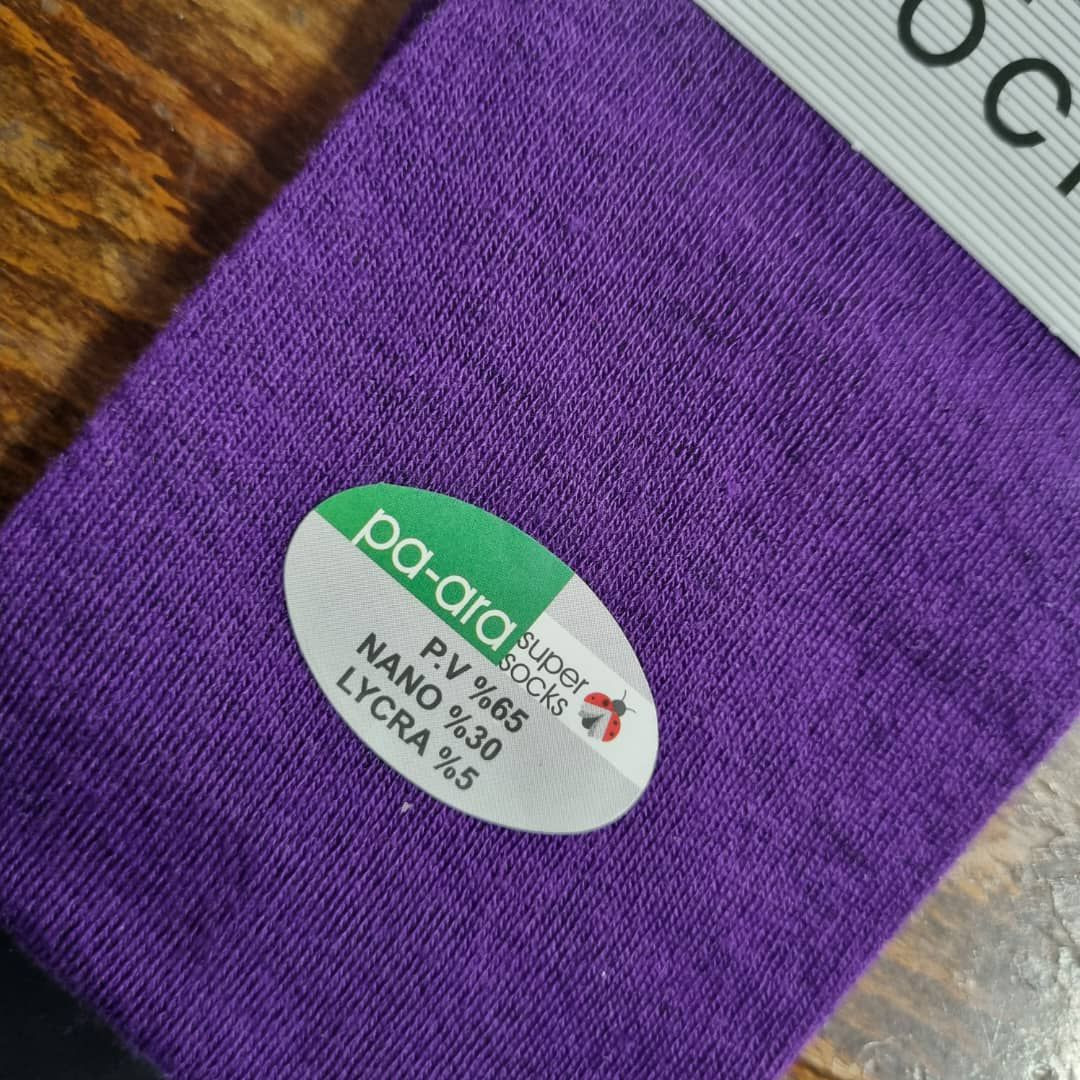 pa-ara
super
socks
P.V %65
NANO %30
LYCRA %5